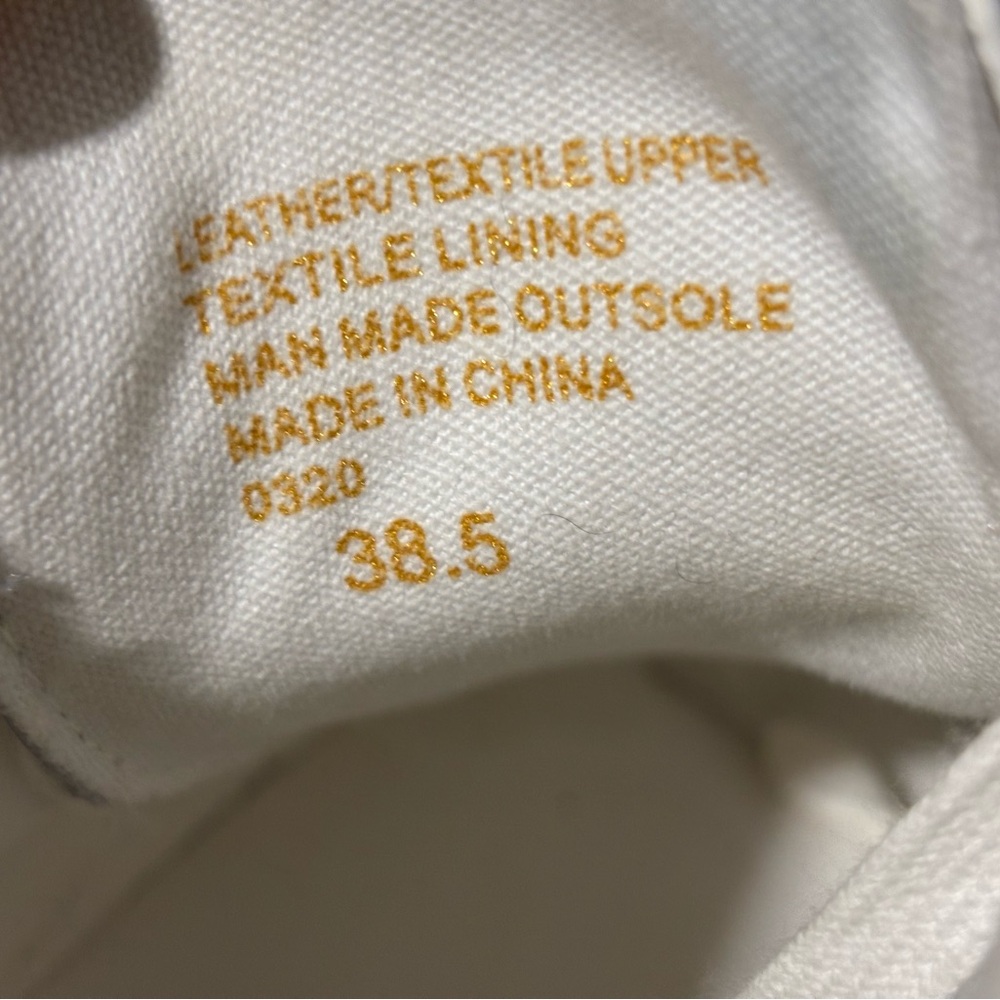 LEATHER/TEXTILE UPPER
TEXTILE LINING
MAN MADE OUTSOLE
MADE IN CHINA
0320
38.5